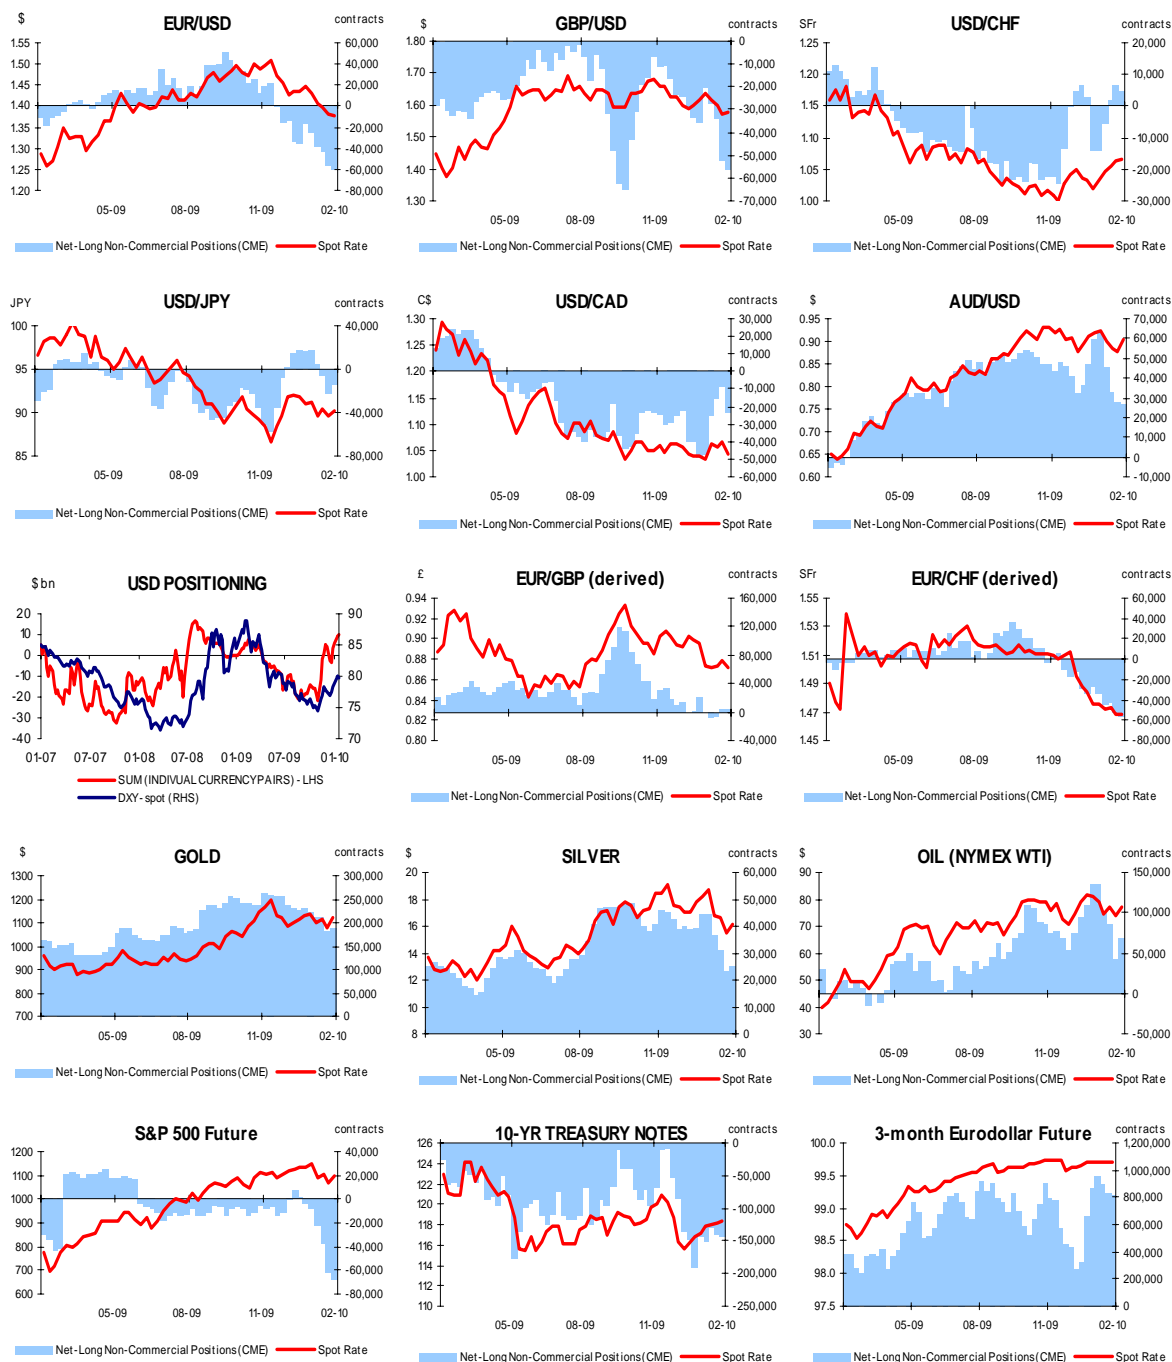 EUR/USD
$ contracts
1.55 60,000
1.50 40,000
1.45 20,000
1.40 0
1.35 -20,000
1.30 -40,000
1.25 -60,000
1.20 -80,000
05-09 08-09 11-09 02-10
Net-Long Non-Commercial Positions (CME) Spot Rate
GBP/USD
$ contracts
1.80 0
-10,000
1.70 -20,000
-30,000
1.60
-40,000
1.50 -50,000
-60,000
1.30 -70,000
05-09 08-09 11-09 02-10
Net-Long Non-Commercial Positions (CME) Spot Rate
USD/CHF
SFr contracts
1.25 20,000
1.20 10,000
1.15 0
1.10 -10,000
1.05 -20,000
1.00 -30,000
05-09 08-09 11-09 02-10
Net-Long Non-Commercial Positions (CME) Spot Rate
USD/JPY
JPY contracts
100 40,000
95 0
90 -40,000
85 -80,000
05-09 08-09 11-09 02-10
Net-Long Non-Commercial Positions (CME) Spot Rate
USD/CAD
C$ contracts
1.30 30,000
20,000
1.25 10,000
1.20 0
1.15 -10,000
-20,000
1.10 -30,000
1.05 -40,000
-50,000
1.00 -60,000
05-09 08-09 11-09 02-10
Net-Long Non-Commercial Positions (CME) Spot Rate
AUD/USD
$ contracts
0.95 70,000
0.90 60,000
0.85 50,000
0.80 40,000
0.75 30,000
0.70 20,000
0.65 10,000
0
0.60 -10,000
05-09 08-09 11-09 02-10
Net-Long Non-Commercial Positions (CME) Spot Rate
USD POSITIONING
$ bn
20 90
10
0 85
-10 80
-20
-30 75
-40 70
01-07 07-07 01-08 07-08 01-09 07-09 01-10
SUM (INDIVUAL CURRENCY PAIRS) - LHS
DXY - spot (RHS)
EUR/GBP (derived)
£ contracts
0.94 160,000
0.92 120,000
0.90 80,000
0.88
0.86 40,000
0.84 0
0.82
0.80 -40,000
05-09 08-09 11-09 02-10
Net-Long Non-Commercial Positions (CME) Spot Rate
EUR/CHF (derived)
SFr contracts
1.55 60,000
1.53 40,000
20,000
1.51 0
1.49 -20,000
-40,000
1.47 -60,000
1.45 -80,000
05-09 08-09 11-09 02-10
Net-Long Non-Commercial Positions (CME) Spot Rate
GOLD
$ contracts
1300 300,000
1200 250,000
1100 200,000
1000 150,000
900 100,000
800 50,000
700 0
05-09 08-09 11-09 02-10
Net-Long Non-Commercial Positions (CME) Spot Rate
SILVER
$ contracts
20 60,000
18 50,000
16 40,000
14 30,000
12 20,000
10 10,000
8 0
05-09 08-09 11-09 02-10
Net-Long Non-Commercial Positions (CME) Spot Rate
OIL (NYMEX WTI)
$ contracts
90 150,000
80 100,000
70
60 50,000
50 0
40
30 -50,000
05-09 08-09 11-09 02-10
Net-Long Non-Commercial Positions (CME) Spot Rate
S&P 500 Future
contracts
1200 40,000
1100 20,000
1000 0
900 -20,000
800 -40,000
700 -60,000
600 -80,000
05-09 08-09 11-09 02-10
Net-Long Non-Commercial Positions (CME) Spot Rate
10-YR TREASURY NOTES
contracts
126 0
124 -50,000
122
120 -100,000
118 -150,000
116
114 -200,000
112
110 -250,000
05-09 08-09 11-09 02-10
Net-Long Non-Commercial Positions (CME) Spot Rate
3-month Eurodollar Future
contracts
100.0 1,200,000
99.5 1,000,000
99.0 800,000
600,000
98.5 400,000
98.0 200,000
97.5 0
05-09 08-09 11-09 02-10
Net-Long Non-Commercial Positions (CME) Spot Rate